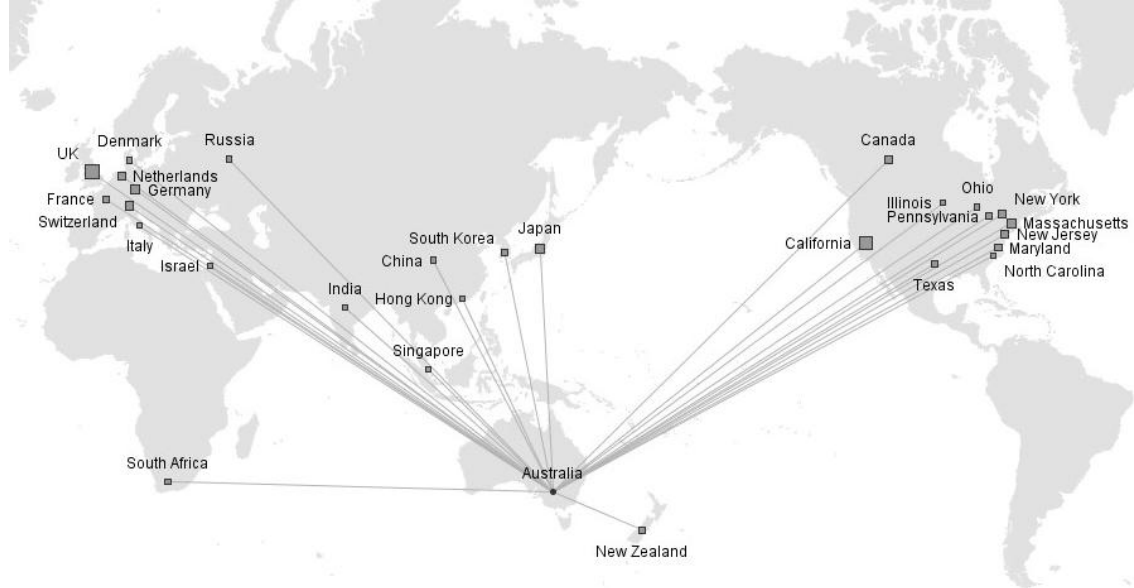 Denmark
Russia
UK
Netherlands
Germany
France
Switzerland
Italy
Israel
South Korea
Japan
China
India
Hong Kong
Singapore
South Africa
Australia
New Zealand
Canada
Ohio
Illinois
New York
Pennsylvania
Massachusetts
New Jersey
California
Maryland
North Carolina
Texas